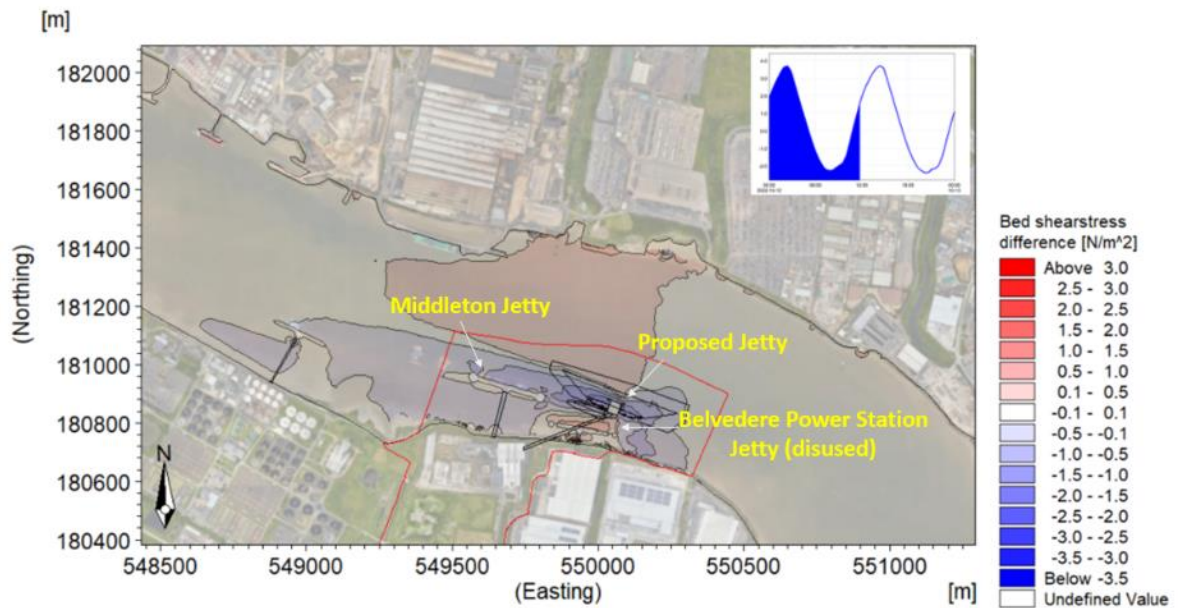 [m]
182000
181800
181600
181400
181200
181000
180800
180600
180400
(Northing)
Middleton Jetty
Proposed Jetty
Belvedere Power Station
Jetty (disused)
N
548500 549000 549500 550000 550500 551000
(Easting) [m]
Bed shearstress
difference [N/m^2]
Above 3.0
2.5 - 3.0
2.0 - 2.5
1.5 - 2.0
1.0 - 1.5
0.5 - 1.0
0.1 - 0.5
-0.1 - 0.1
-0.5 - -0.1
-1.0 - -0.5
-1.5 - -1.0
-2.0 - -1.5
-2.5 - -2.0
-3.0 - -2.5
-3.5 - -3.0
Below -3.5
Undefined Value